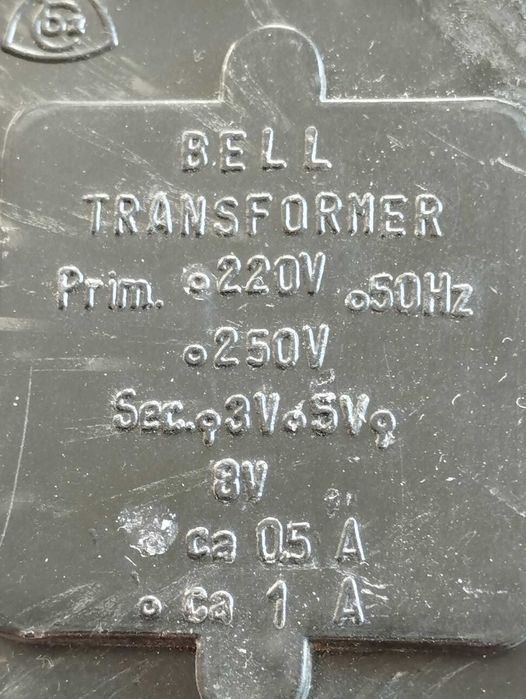 BELL
TRANSFORMER
Prim. 220V 50Hz
250V
Sec. 3V 5V
8V
ca 0.5 A
ca 1 A